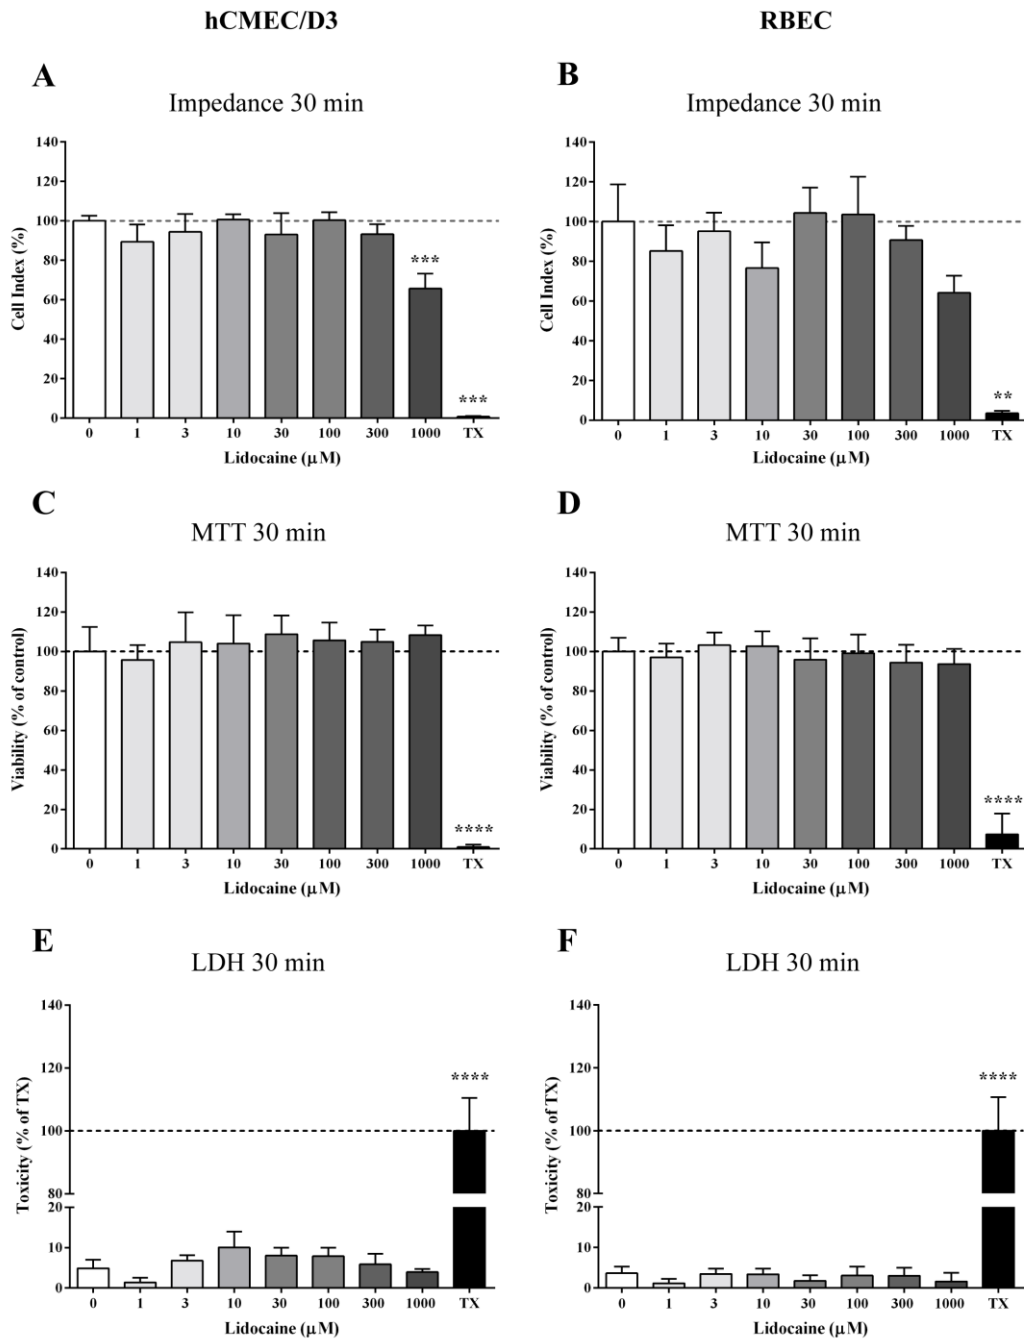 hCMEC/D3
RBEC
A
Impedance 30 min
Cell Index (%)
140
120
100
80
60
40
20
0
***
***
0 1 3 10 30 100 300 1000 TX
Lidocaine (μM)
B
Impedance 30 min
Cell Index (%)
140
120
100
80
60
40
20
0
**
0 1 3 10 30 100 300 1000 TX
Lidocaine (μM)
C
MTT 30 min
Viability (% of control)
140
120
100
80
60
40
20
0
****
0 1 3 10 30 100 300 1000 TX
Lidocaine (μM)
D
MTT 30 min
Viability (% of control)
140
120
100
80
60
40
20
0
****
0 1 3 10 30 100 300 1000 TX
Lidocaine (μM)
E
LDH 30 min
Toxicity (% of TX)
140
120
100
80
20
10
0
****
0 1 3 10 30 100 300 1000 TX
Lidocaine (μM)
F
LDH 30 min
Toxicity (% of TX)
140
120
100
80
20
10
0
****
0 1 3 10 30 100 300 1000 TX
Lidocaine (μM)